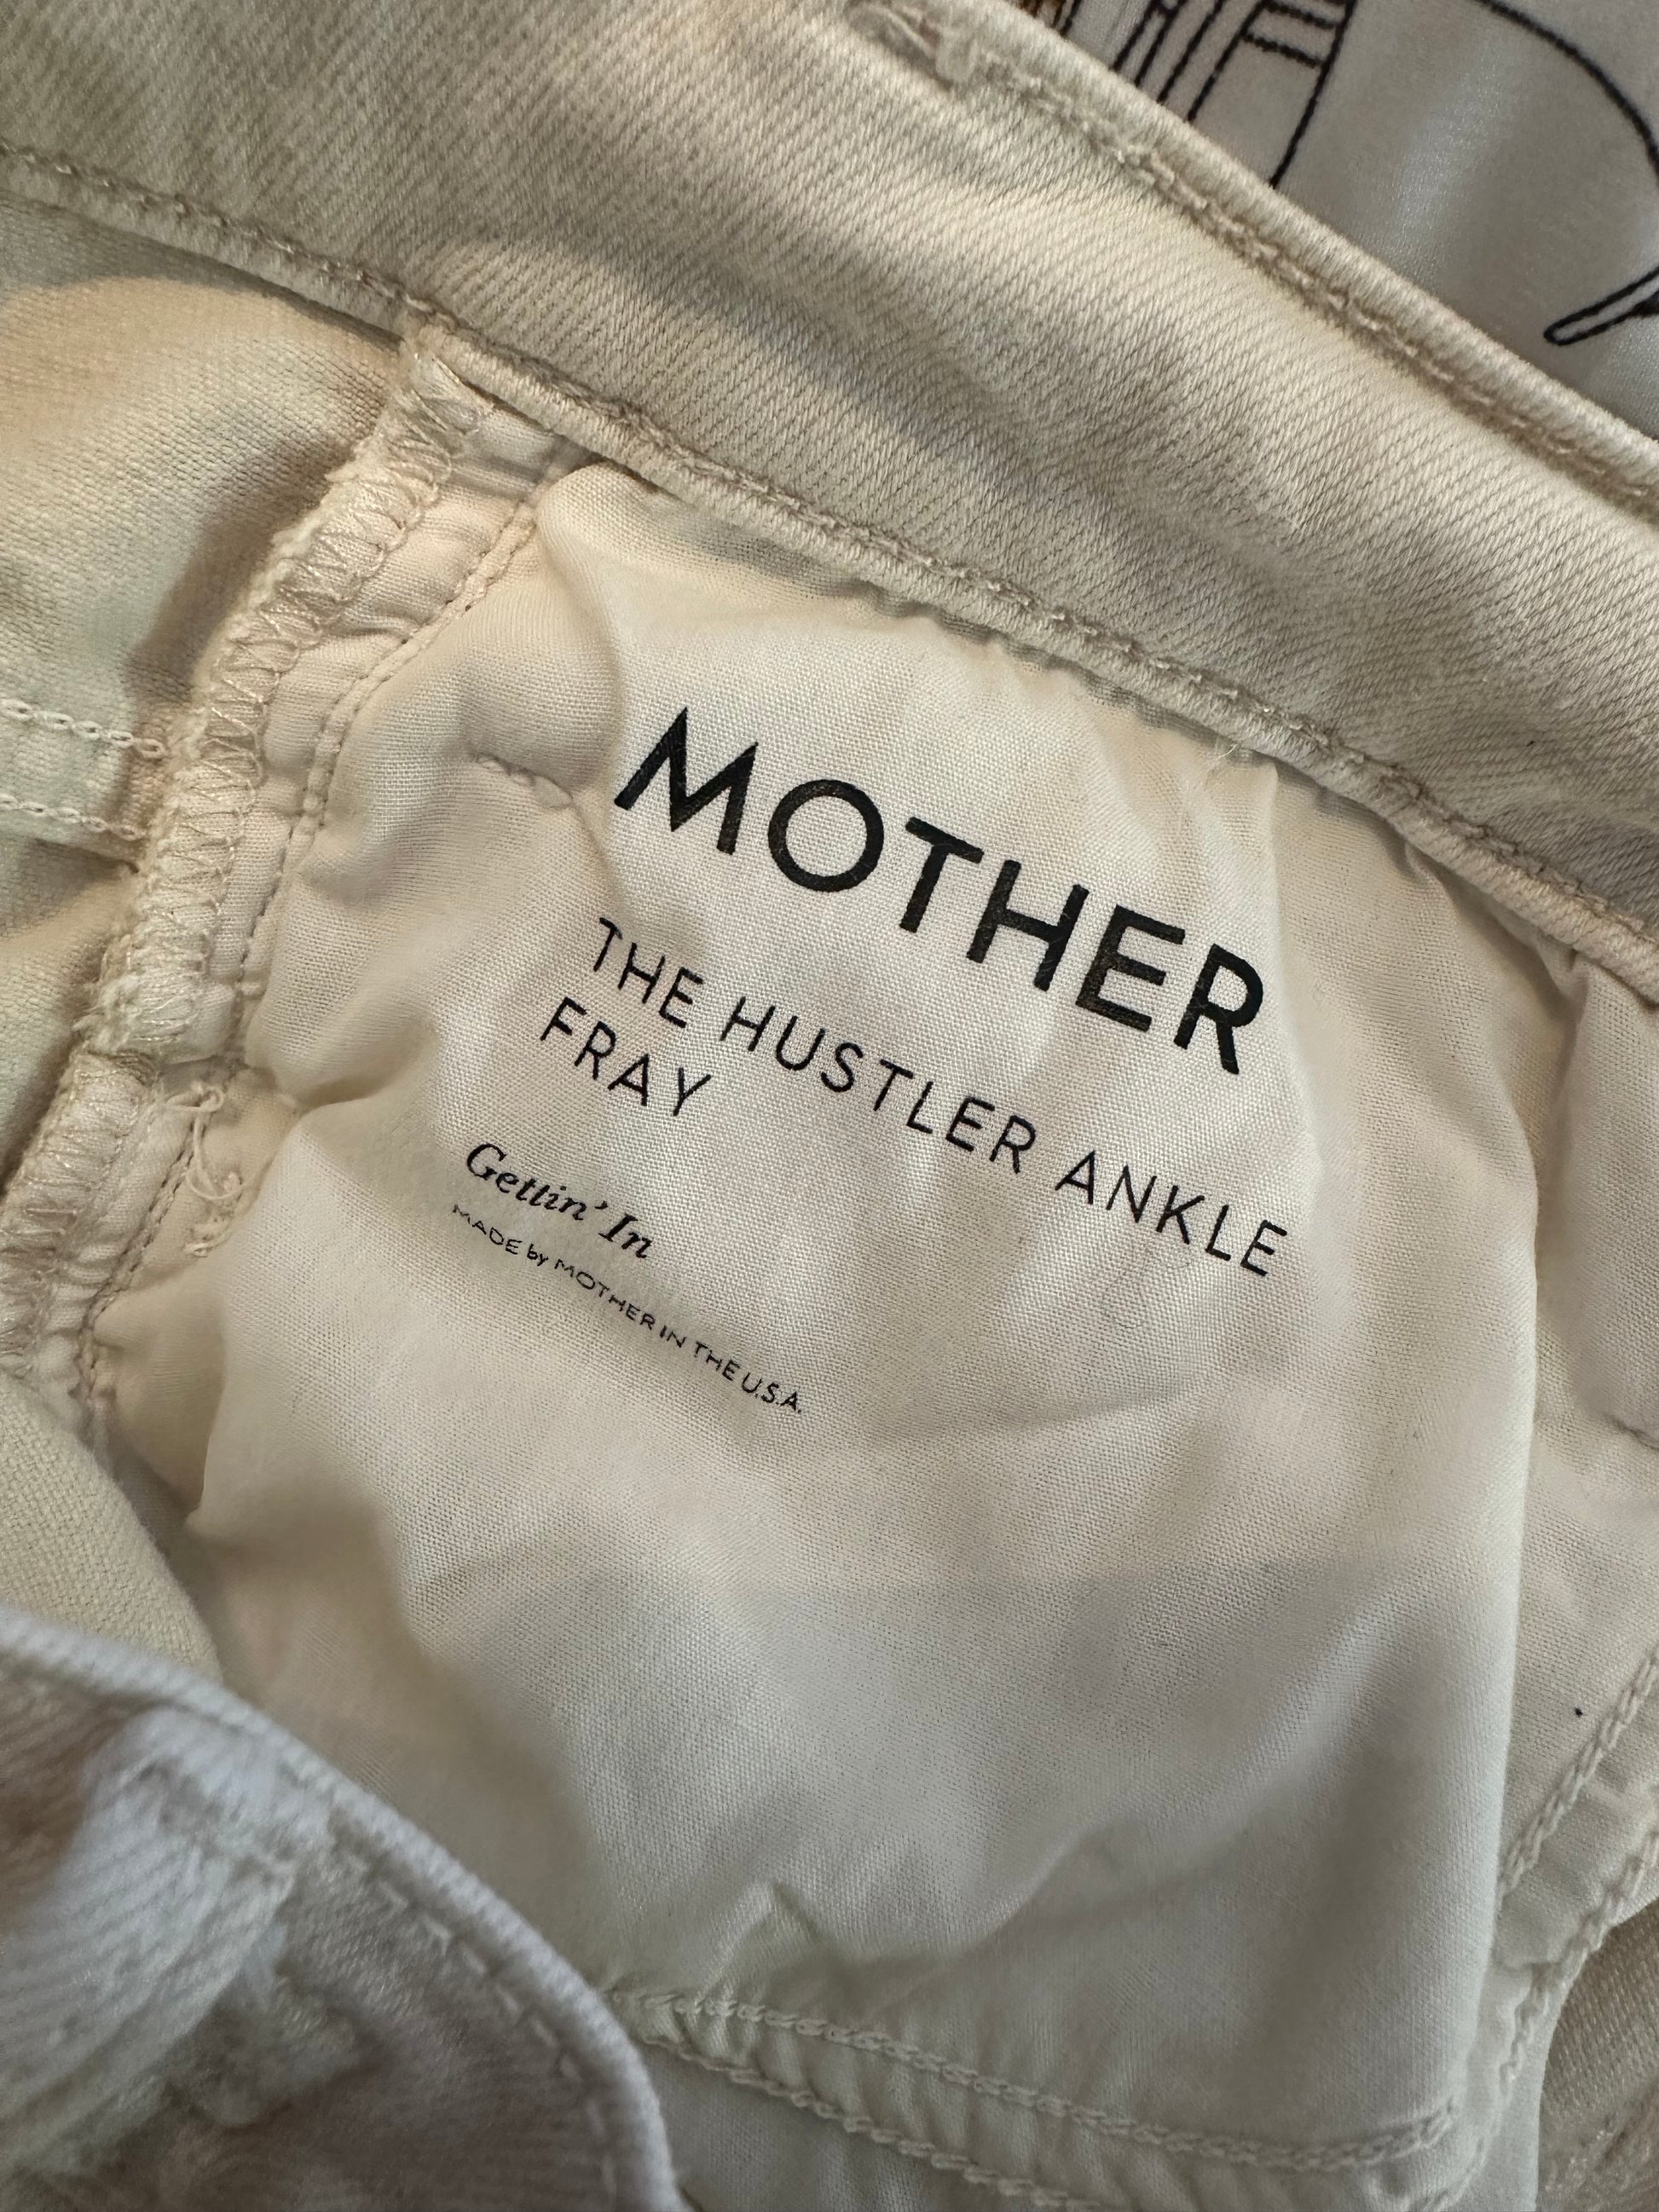 MOTHER
THE HUSTLER ANKLE
FRAY
Gettin' In
MADE by MOTHER IN THE U.S.A.